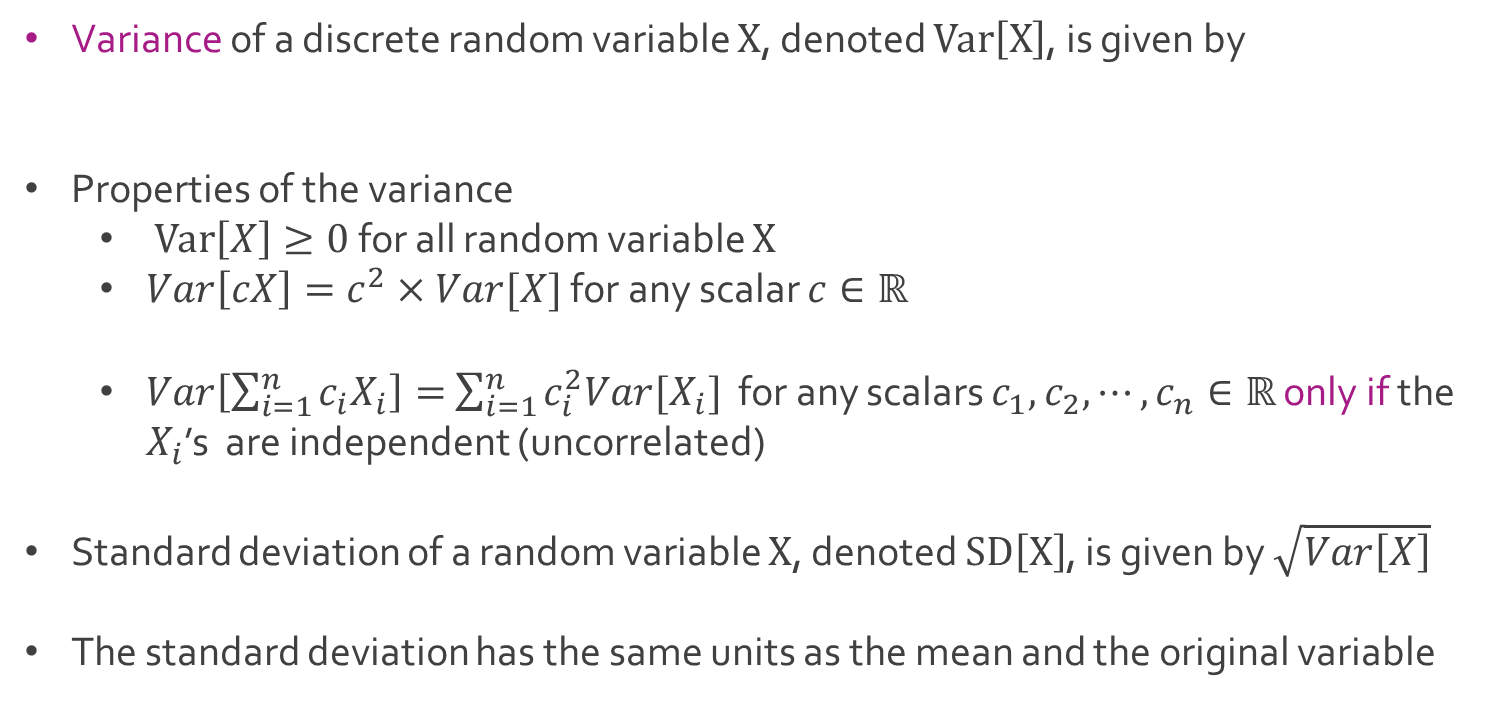 • Variance of a discrete random variable X, denoted Var[X], is given by
• Properties of the variance
• Var[X] ≥ 0 for all random variable X
• Var[cX] = c² × Var[X] for any scalar c ∈ ℝ
• Var[∑ⁿᵢ₌₁ cᵢXᵢ] = ∑ⁿᵢ₌₁ cᵢ²Var[Xᵢ] for any scalars c₁, c₂, ⋯ , cₙ ∈ ℝ only if the
Xᵢ's are independent (uncorrelated)
• Standard deviation of a random variable X, denoted SD[X], is given by √Var[X]
• The standard deviation has the same units as the mean and the original variable